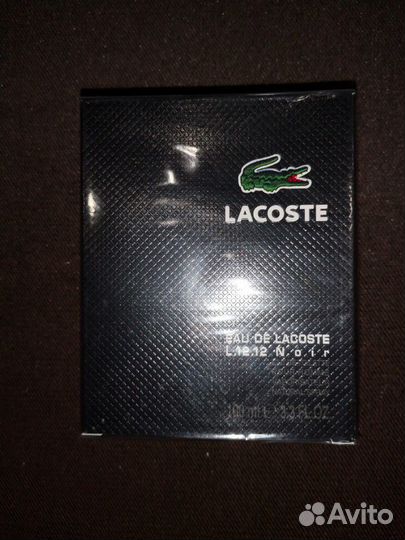 LACOSTE
EAU DE LACOSTE
L.12.12 Noir
100 ml e 3.3 FL.OZ
Avito